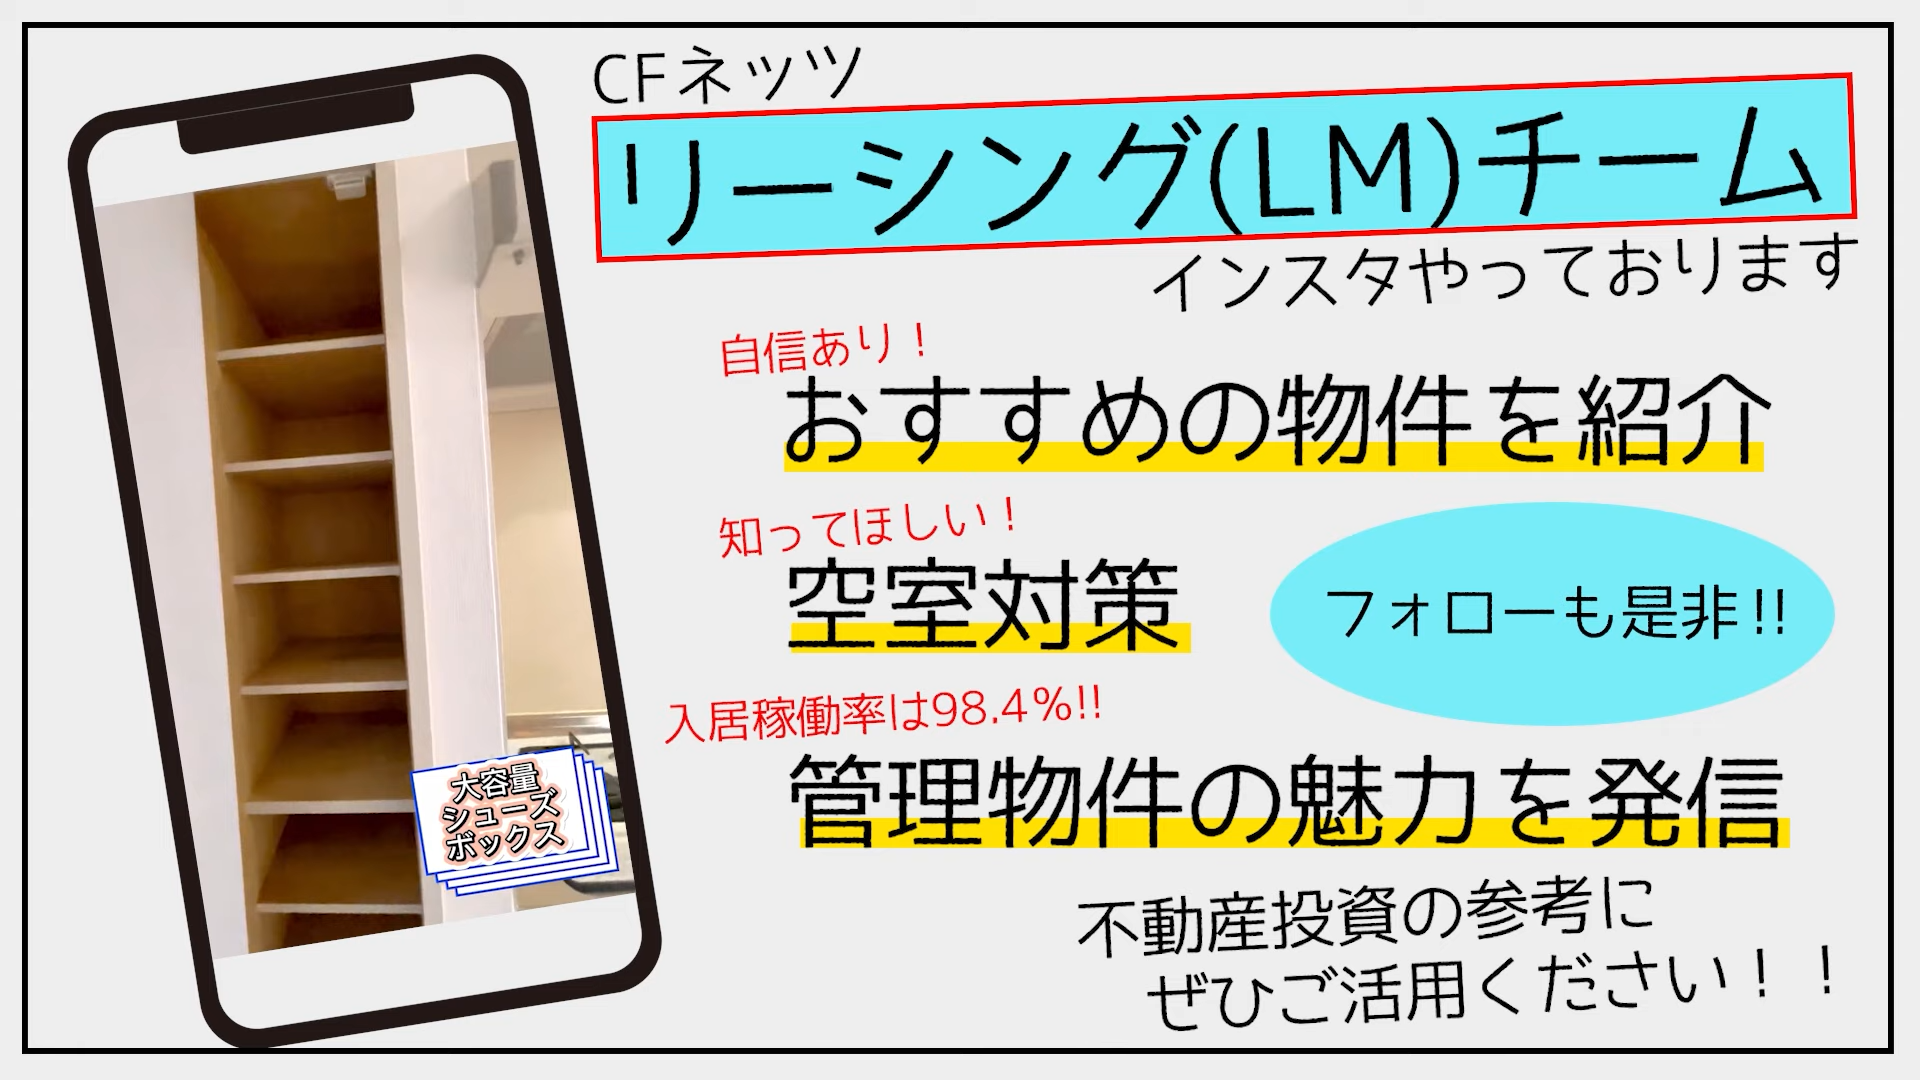 CFネッツ
リーシング(LM)チーム
インスタやっております
自信あり！
おすすめの物件を紹介
知ってほしい！
空室対策
フォローも是非!!
入居稼働率は98.4%!!
管理物件の魅力を発信
大容量
シューズ
ボックス
不動産投資の参考に
ぜひご活用ください！！